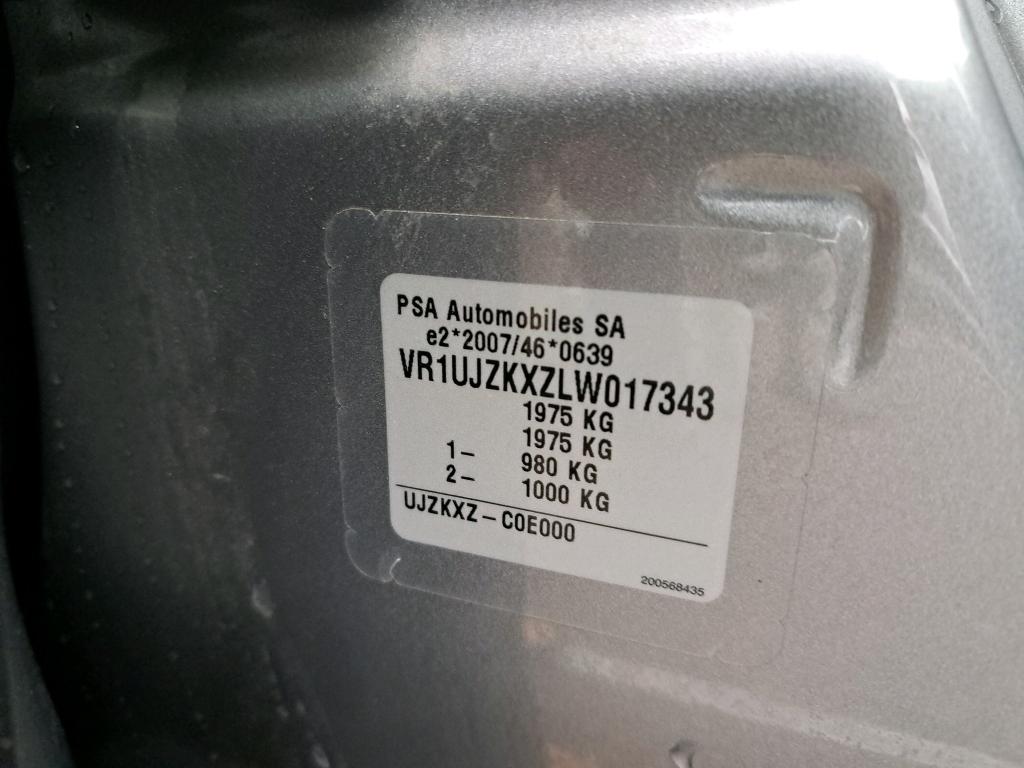 PSA Automobiles SA
e2*2007/46*0639
VR1UJZKXZLW017343
1975 KG
1975 KG
1– 980 KG
2– 1000 KG
UJZKXZ – C0E000
200568435